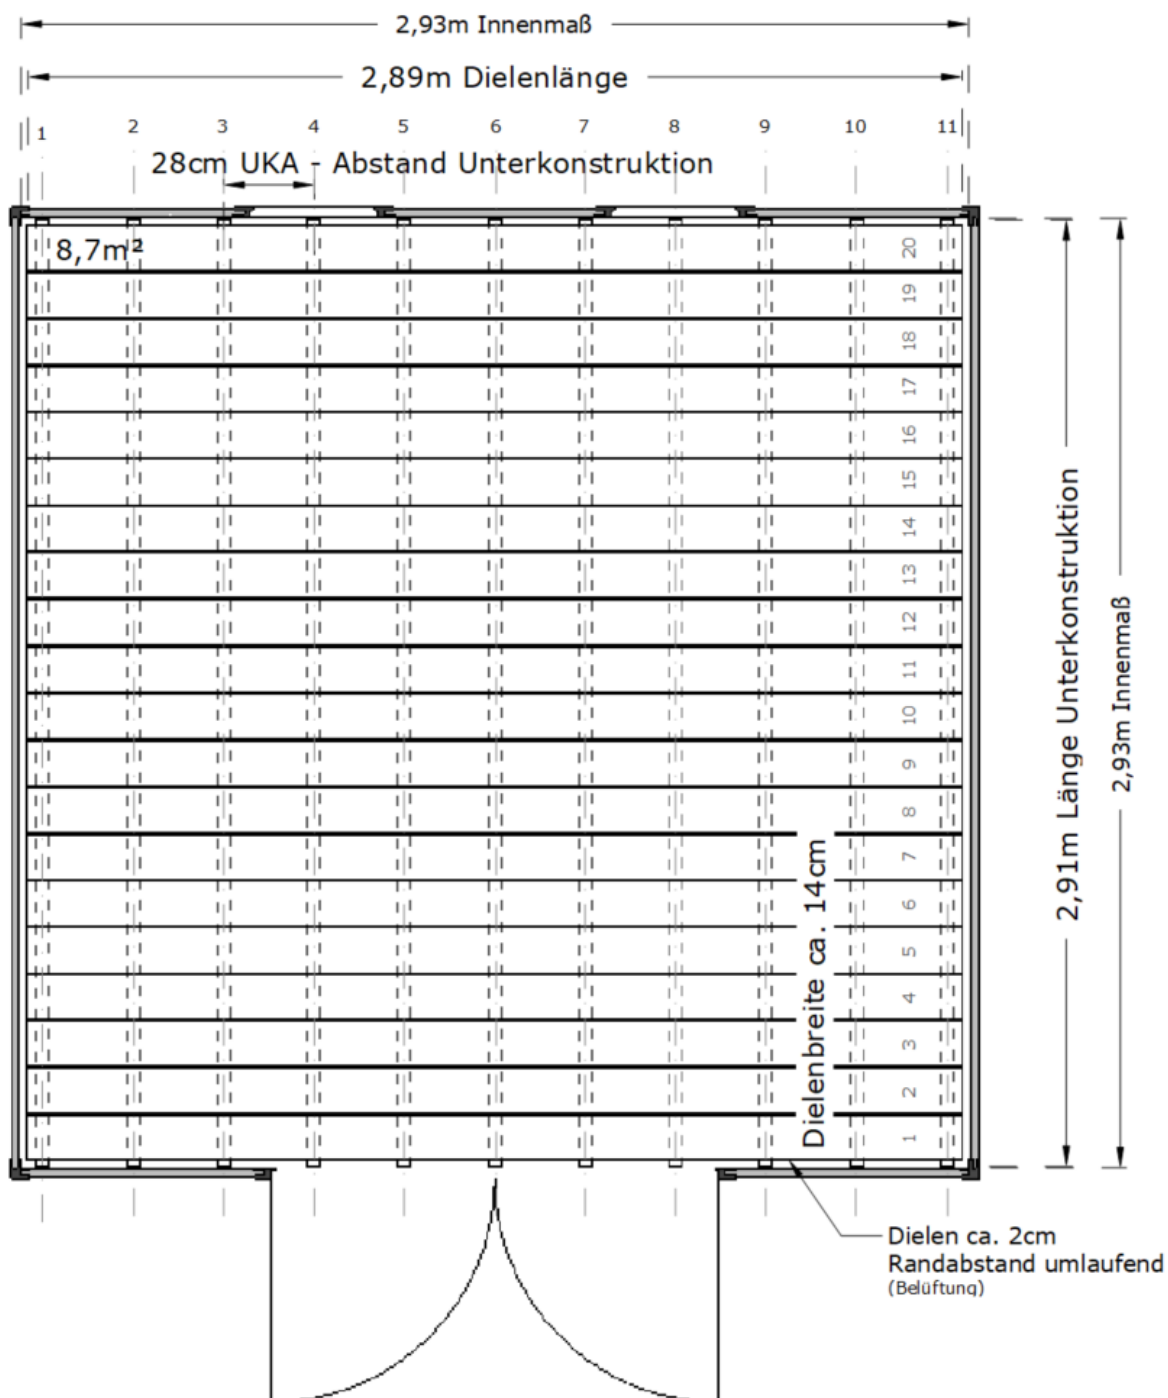 2,93m Innenmaß
2,89m Dielenlänge
1 2 3 4 5 6 7 8 9 10 11
28cm UKA - Abstand Unterkonstruktion
8,7m²
20
19
18
17
16
15
14
13
12
11
10
9
8
7
6
5
4
3
2
1
Dielenbreite ca. 14cm
2,91m Länge Unterkonstruktion
2,93m Innenmaß
Dielen ca. 2cm
Randabstand umlaufend
(Belüftung)